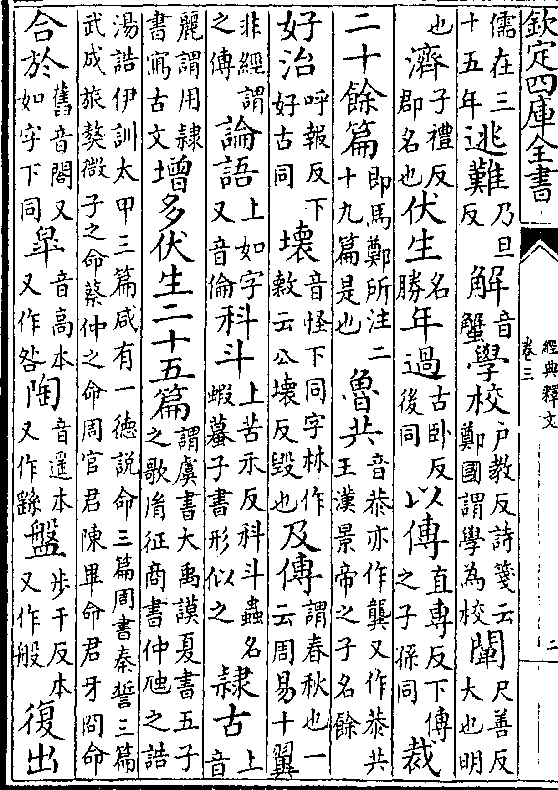 欽定四庫全書
經典釋文
卷三
二
儒在三十五年逃難乃旦反解音蟹學校戸教反詩箋云鄭國謂學為校闡尺善反大也明
也濟子禮反郡名也伏生名勝年過古卧反後同以傳直専反下傳之子孫同裁
二十餘篇即馬鄭所注二十九篇是也魯共音恭亦作龔又作恭共王漢景帝之子名餘
好治呼報反下好古同壊音怪下同字林作㱙云公壊反毀也及傳謂春秋也一云周易十翼
非經謂之傳論語上如字又音倫科斗上苦禾反科斗蟲名蝦蟇子書形似之隷古上音
麗謂用隷書寫古文增多伏生二十五篇謂虞書大禹謨夏書五子之歌胤征商書仲虺之誥
湯誥伊訓太甲三篇咸有一徳説命三篇周書泰誓三篇武成旅獒微子之命蔡仲之命周官君陳畢命君牙冏命
合於舊音閤又如字下同臯音高本又作咎陶音遥本又作繇盤步干反本又作般復出